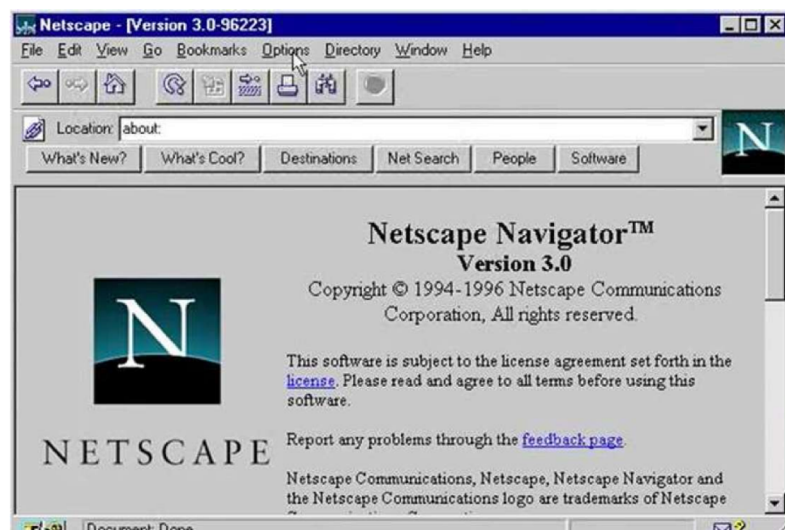 Netscape - [Version 3.0-96223]
File Edit View Go Bookmarks Options Directory Window Help
Location: about:
N
What's New? What's Cool? Destinations Net Search People Software
Netscape Navigator™
Version 3.0
Copyright © 1994-1996 Netscape Communications
Corporation, All rights reserved.
N
NETSCAPE
This software is subject to the license agreement set forth in the
license. Please read and agree to all terms before using this
software.
Report any problems through the feedback page.
Netscape Communications, Netscape, Netscape Navigator and
the Netscape Communications logo are trademarks of Netscape
Document: Done